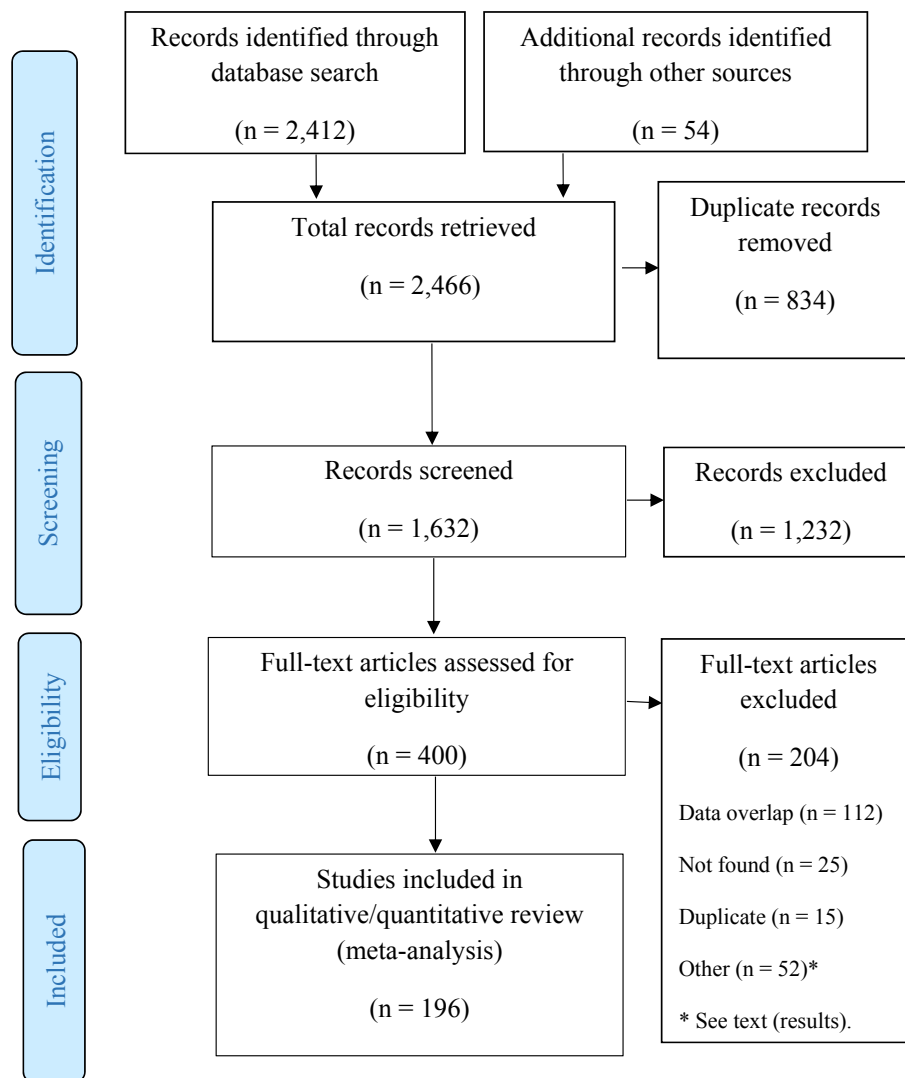 Identification
Records identified through
database search
(n = 2,412)
Additional records identified
through other sources
(n = 54)
Total records retrieved
(n = 2,466)
Duplicate records
removed
(n = 834)
Screening
Records screened
(n = 1,632)
Records excluded
(n = 1,232)
Eligibility
Full-text articles assessed for
eligibility
(n = 400)
Full-text articles
excluded
(n = 204)
Data overlap (n = 112)
Not found (n = 25)
Duplicate (n = 15)
Other (n = 52)*
* See text (results).
Included
Studies included in
qualitative/quantitative review
(meta-analysis)
(n = 196)